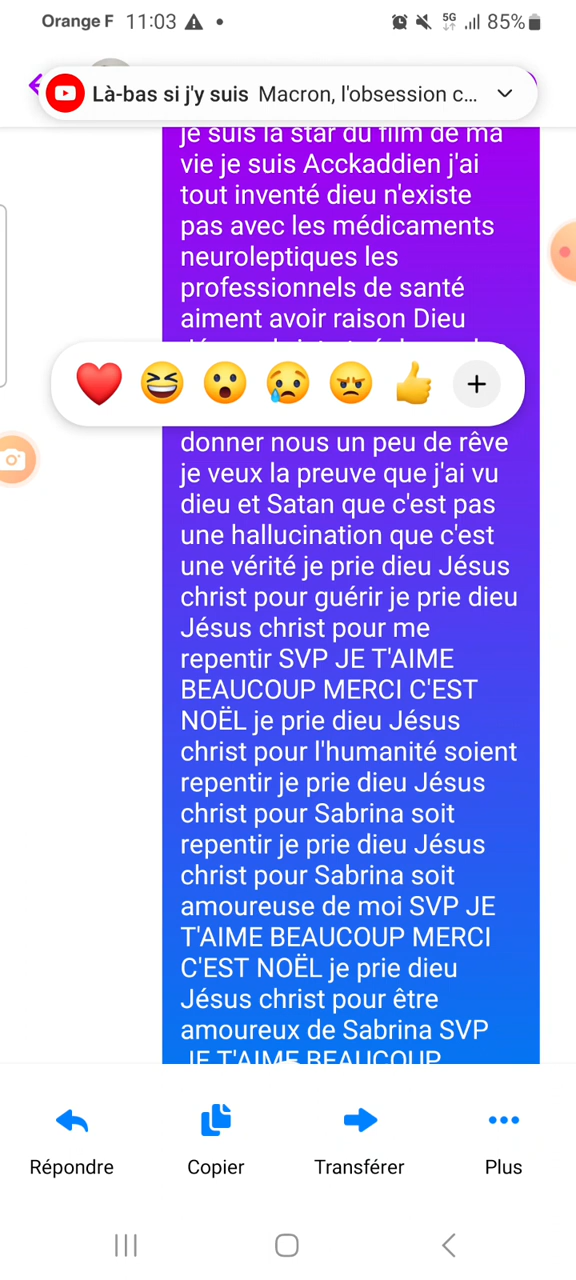 Orange F 11:03
5G
85%
Là-bas si j'y suis Macron, l'obsession c...
je suis la star du film de ma
vie je suis Acckaddien j'ai
tout inventé dieu n'existe
pas avec les médicaments
neuroleptiques les
professionnels de santé
aiment avoir raison Dieu
donner nous un peu de rêve
je veux la preuve que j'ai vu
dieu et Satan que c'est pas
une hallucination que c'est
une vérité je prie dieu Jésus
christ pour guérir je prie dieu
Jésus christ pour me
repentir SVP JE T'AIME
BEAUCOUP MERCI C'EST
NOËL je prie dieu Jésus
christ pour l'humanité soient
repentir je prie dieu Jésus
christ pour Sabrina soit
repentir je prie dieu Jésus
christ pour Sabrina soit
amoureuse de moi SVP JE
T'AIME BEAUCOUP MERCI
C'EST NOËL je prie dieu
Jésus christ pour être
amoureux de Sabrina SVP
JE T'AIME BEAUCOUP
Répondre
Copier
Transférer
Plus